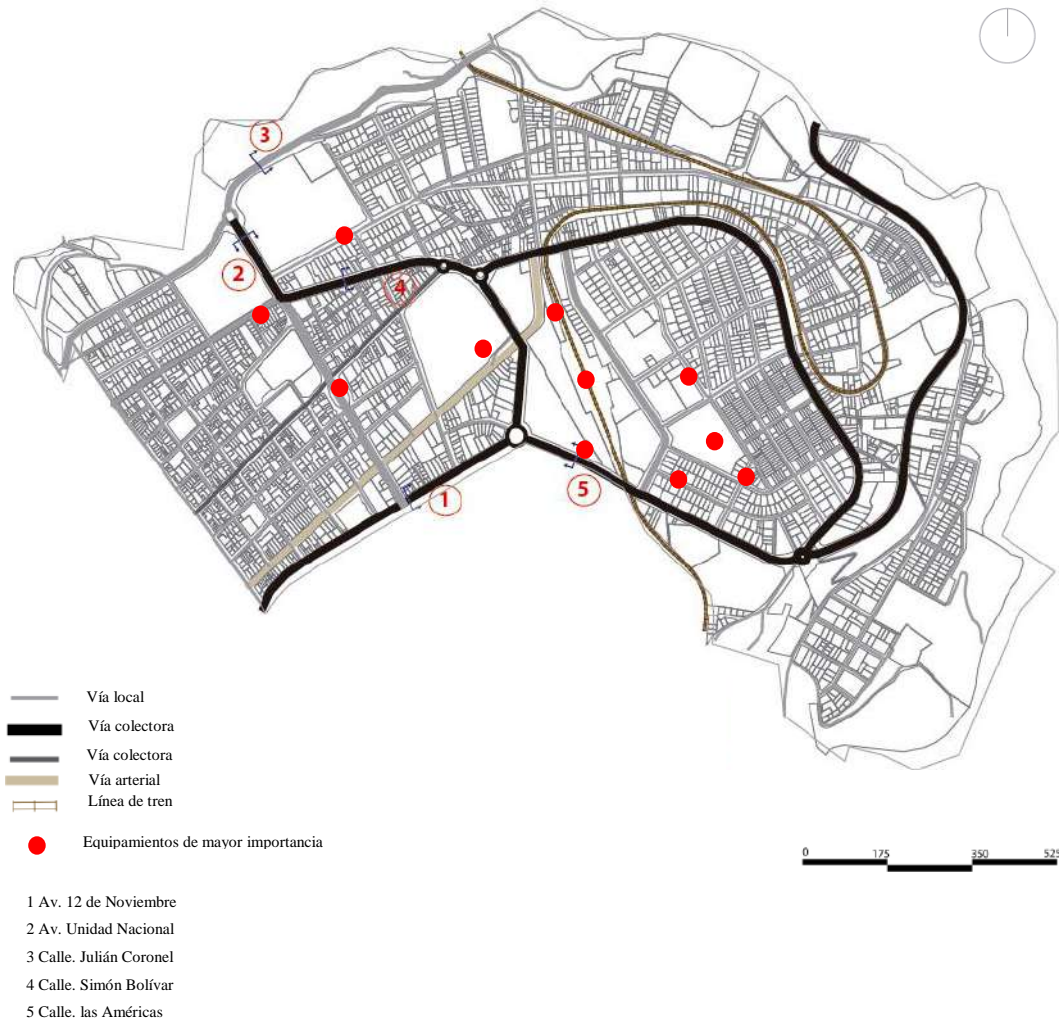 3
2
4
1
5
Vía local
Vía colectora
Vía colectora
Vía arterial
Línea de tren
Equipamientos de mayor importancia
0 175 350 525
1 Av. 12 de Noviembre
2 Av. Unidad Nacional
3 Calle. Julián Coronel
4 Calle. Simón Bolívar
5 Calle. las Américas